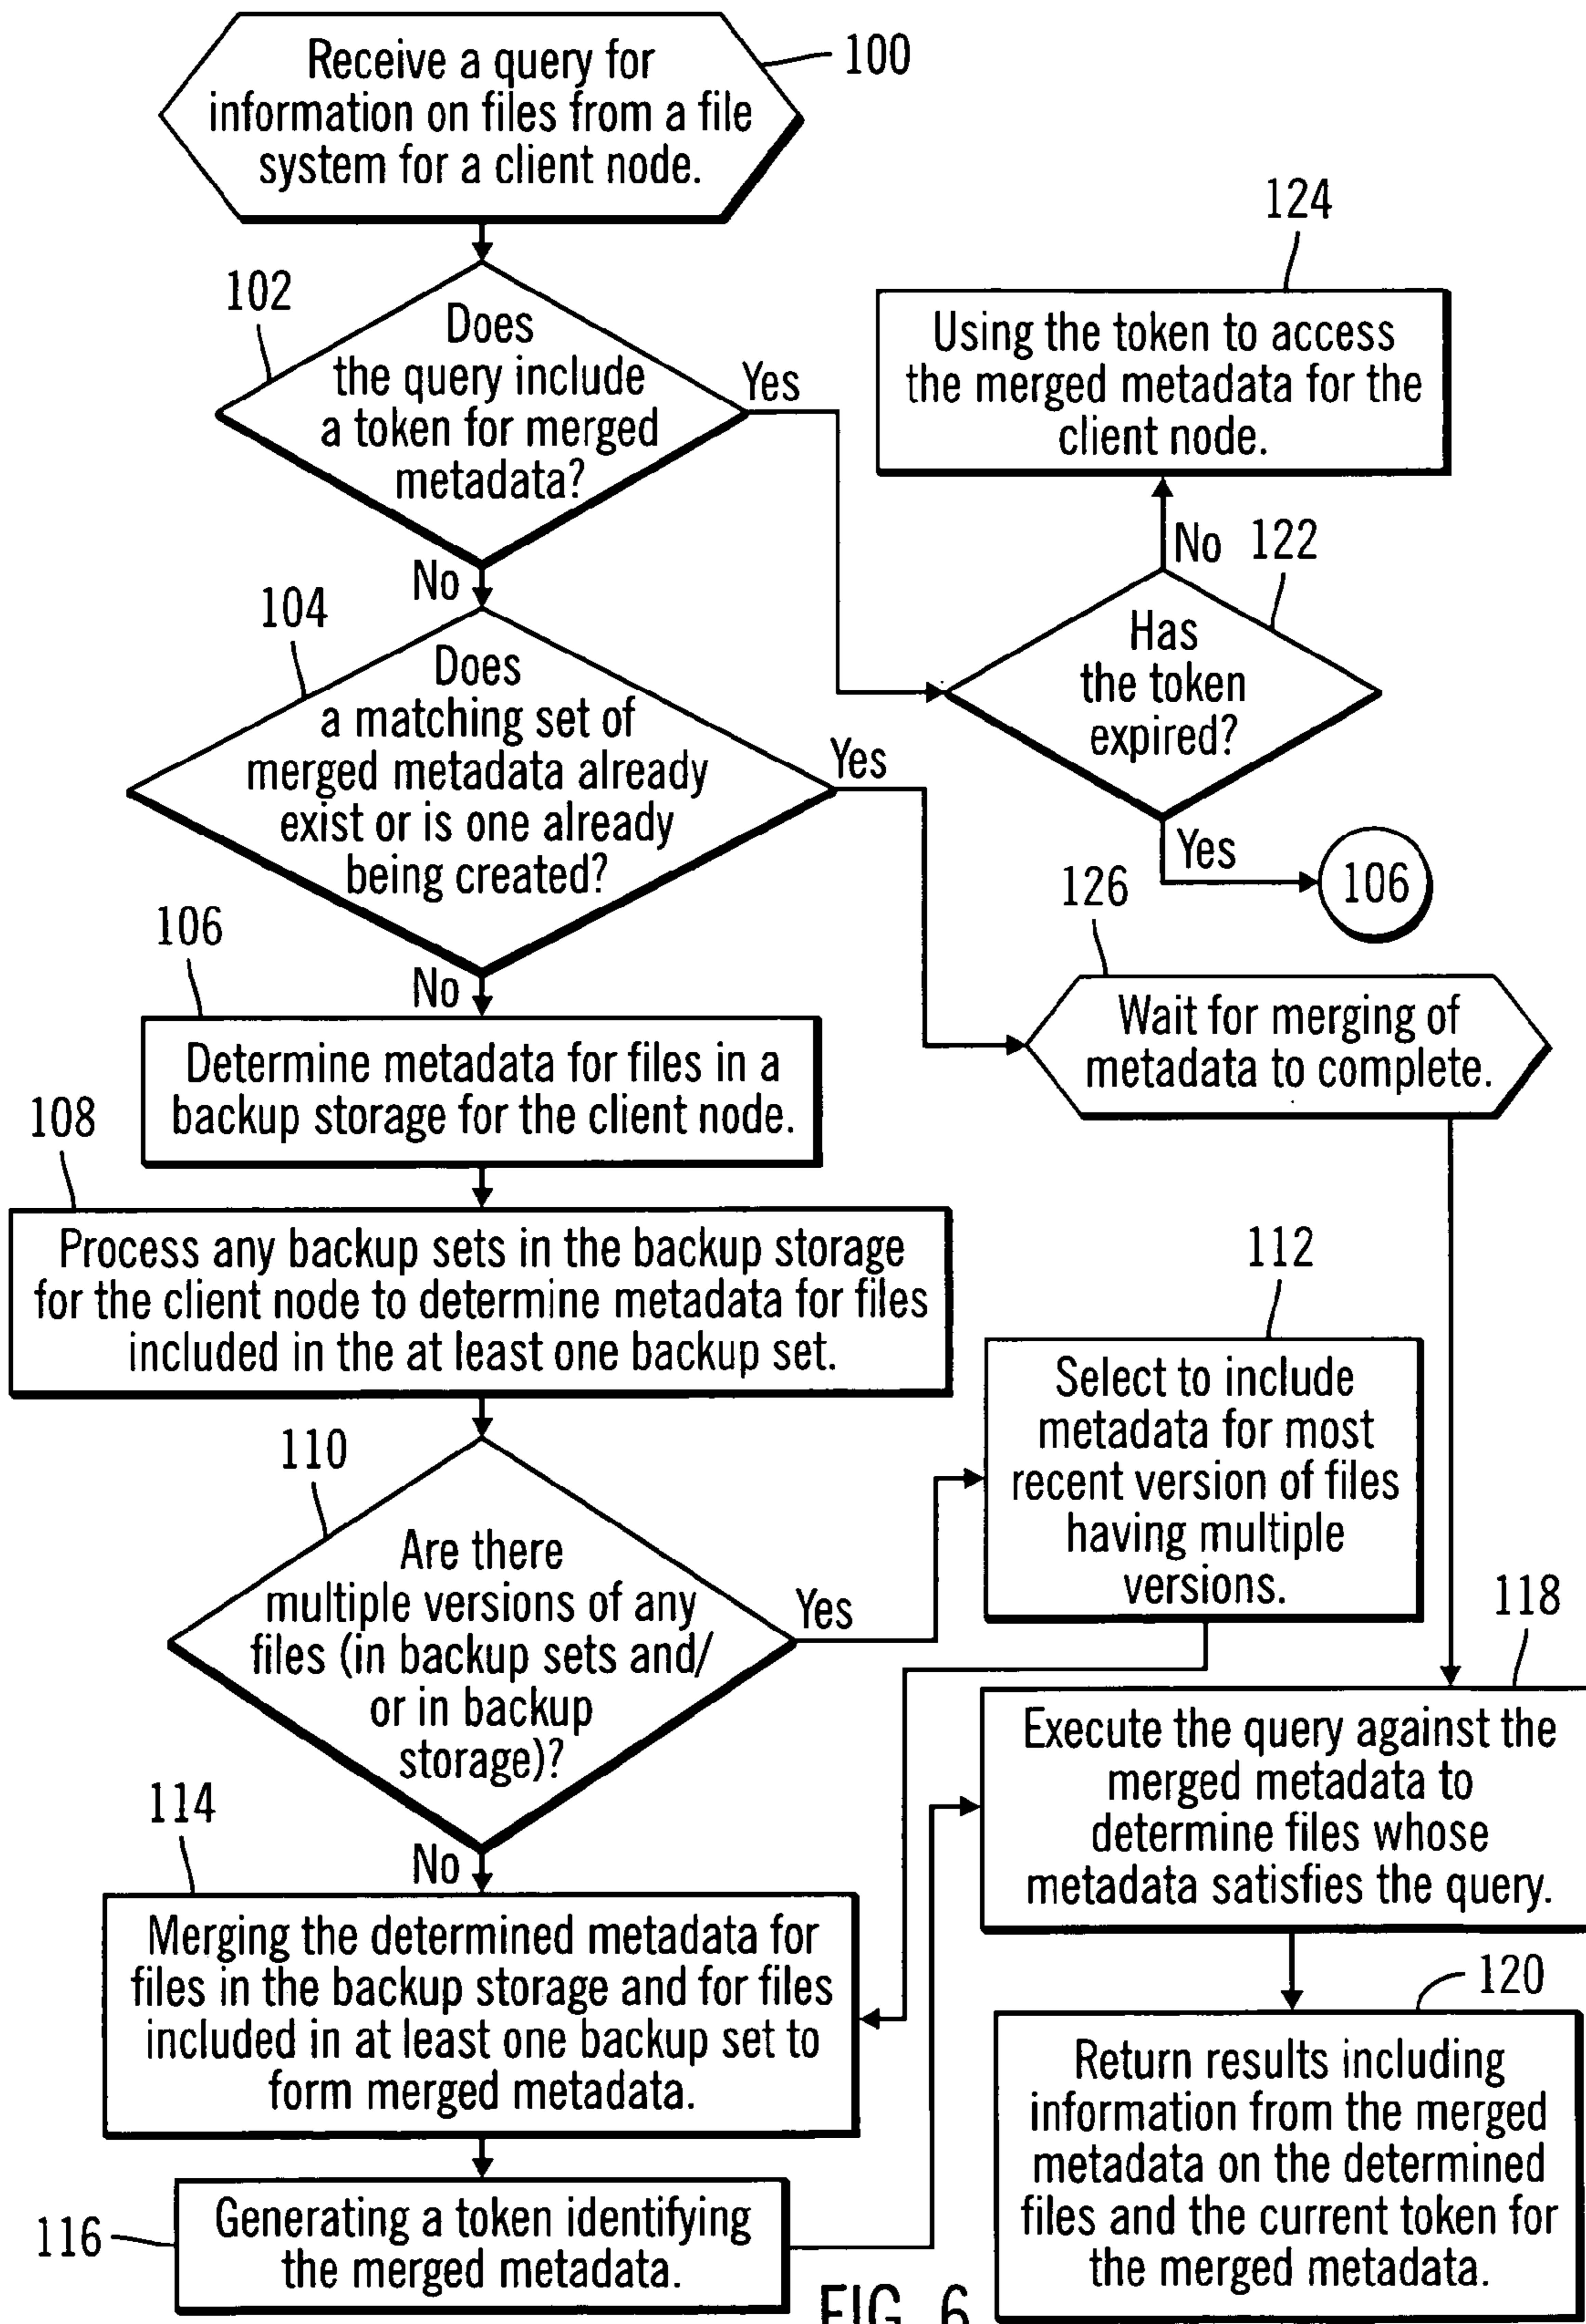 Receive a query for
information on files from a file
system for a client node.
100
102
Does
the query include
a token for merged
metadata?
Yes
No
124
Using the token to access
the merged metadata for the
client node.
No
122
Has
the token
expired?
Yes
106
104
Does
a matching set of
merged metadata already
exist or is one already
being created?
Yes
No
126
Wait for merging of
metadata to complete.
106
Determine metadata for files in a
backup storage for the client node.
108
Process any backup sets in the backup storage
for the client node to determine metadata for files
included in the at least one backup set.
110
Are there
multiple versions of any
files (in backup sets and/
or in backup
storage)?
Yes
No
112
Select to include
metadata for most
recent version of files
having multiple
versions.
114
Merging the determined metadata for
files in the backup storage and for files
included in at least one backup set to
form merged metadata.
116
Generating a token identifying
the merged metadata.
118
Execute the query against the
merged metadata to
determine files whose
metadata satisfies the query.
120
Return results including
information from the merged
metadata on the determined
files and the current token for
the merged metadata.
FIG. 6